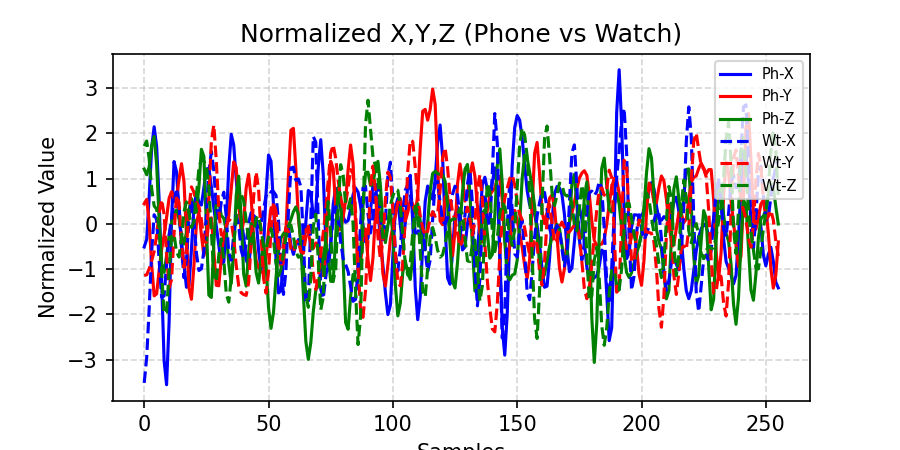 Normalized X,Y,Z (Phone vs Watch)
Normalized Value
3
2
1
0
−1
−2
−3
0 50 100 150 200 250
Samples
Ph-X
Ph-Y
Ph-Z
Wt-X
Wt-Y
Wt-Z